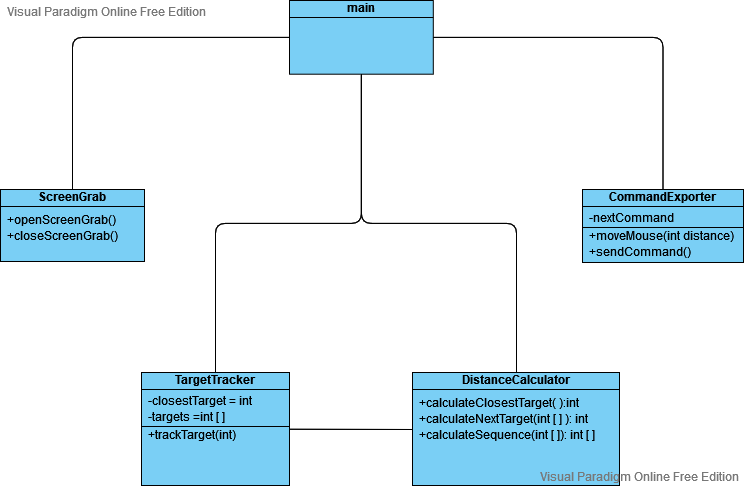 Visual Paradigm Online Free Edition
main
ScreenGrab
+openScreenGrab()
+closeScreenGrab()
CommandExporter
-nextCommand
+moveMouse(int distance)
+sendCommand()
TargetTracker
-closestTarget = int
-targets =int [ ]
+trackTarget(int)
DistanceCalculator
+calculateClosestTarget( ):int
+calculateNextTarget(int [ ] ): int
+calculateSequence(int [ ]): int [ ]
Visual Paradigm Online Free Edition